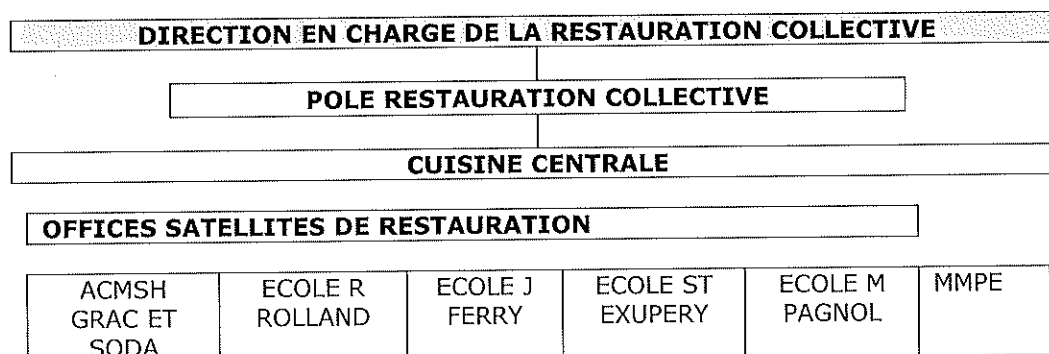 DIRECTION EN CHARGE DE LA RESTAURATION COLLECTIVE
POLE RESTAURATION COLLECTIVE
CUISINE CENTRALE
OFFICES SATELLITES DE RESTAURATION
ACMSH
GRAC ET
SODA
ECOLE R
ROLLAND
ECOLE J
FERRY
ECOLE ST
EXUPERY
ECOLE M
PAGNOL
MMPE